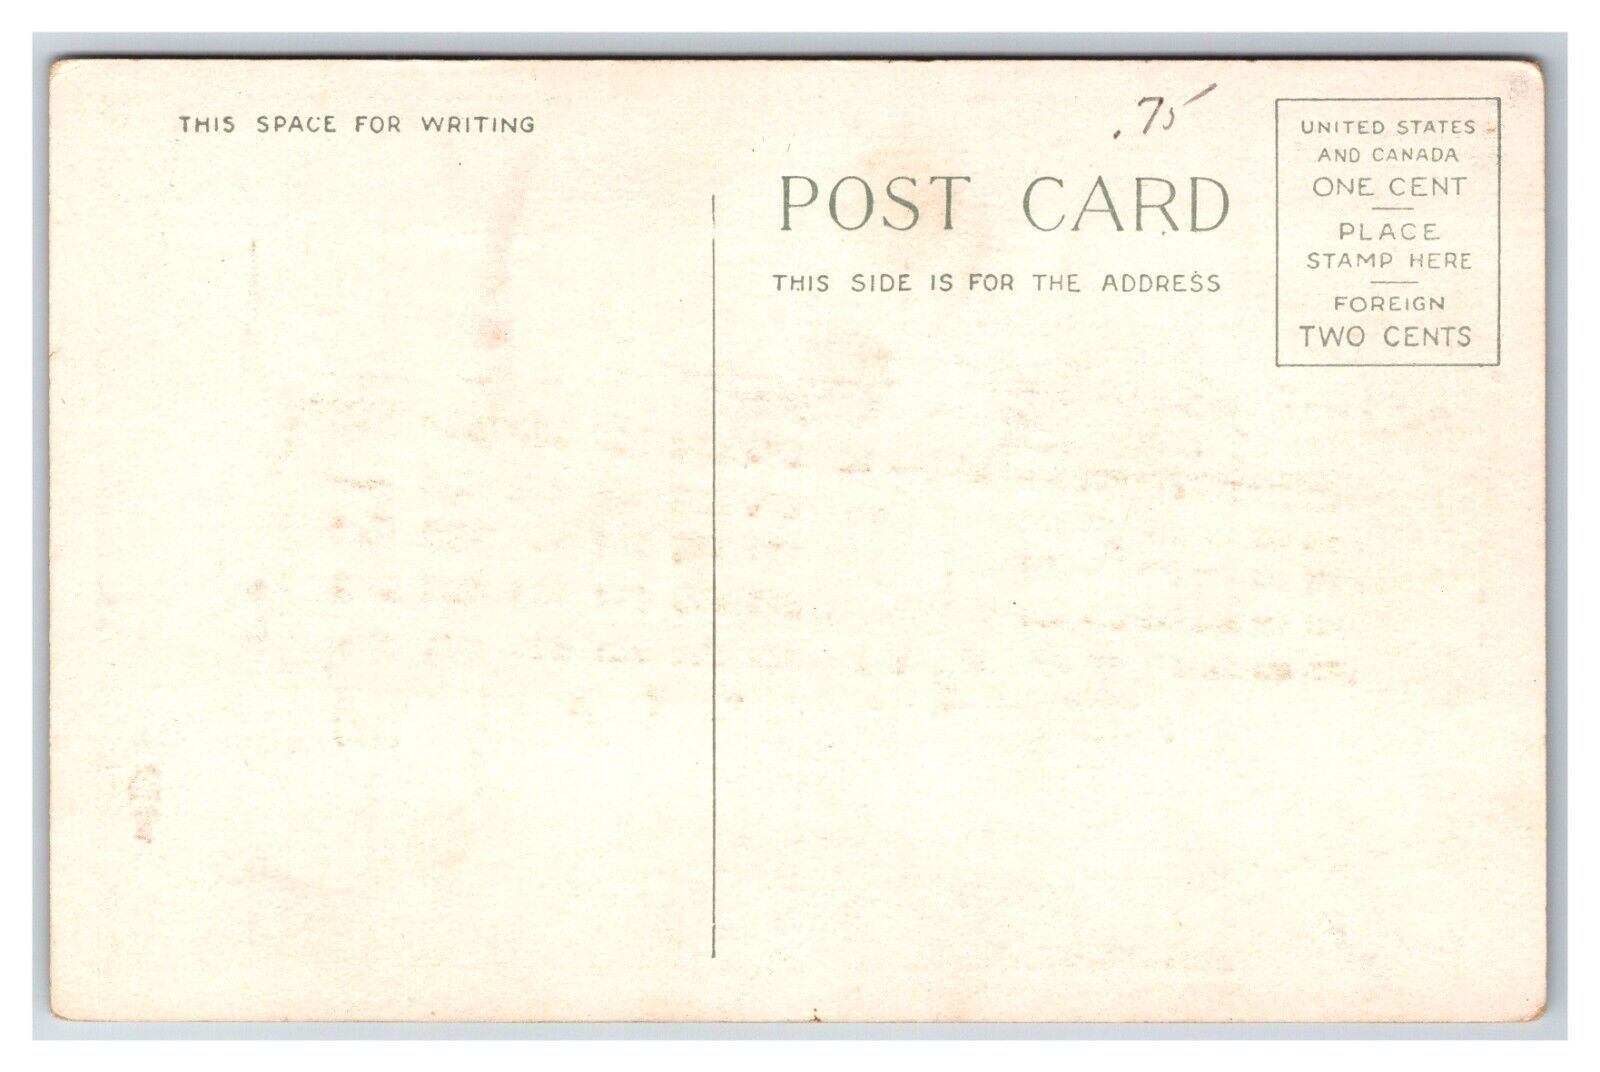 THIS SPACE FOR WRITING
.75
POST CARD
THIS SIDE IS FOR THE ADDRESS
UNITED STATES
AND CANADA
ONE CENT
PLACE
STAMP HERE
FOREIGN
TWO CENTS